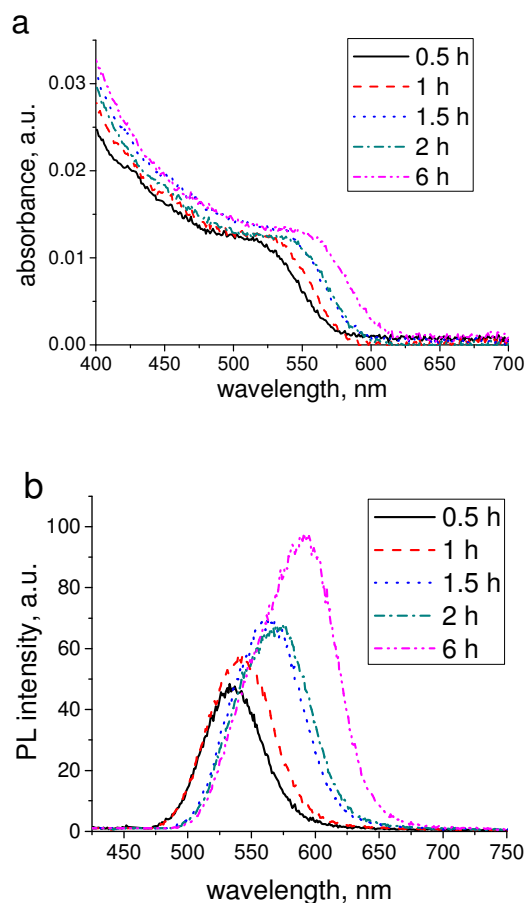 a
0.5 h
1 h
1.5 h
2 h
6 h
0.03
0.02
0.01
0.00
absorbance, a.u.
400 450 500 550 600 650 700
wavelength, nm
b
0.5 h
1 h
1.5 h
2 h
6 h
100
80
60
40
20
0
PL intensity, a.u.
450 500 550 600 650 700 750
wavelength, nm